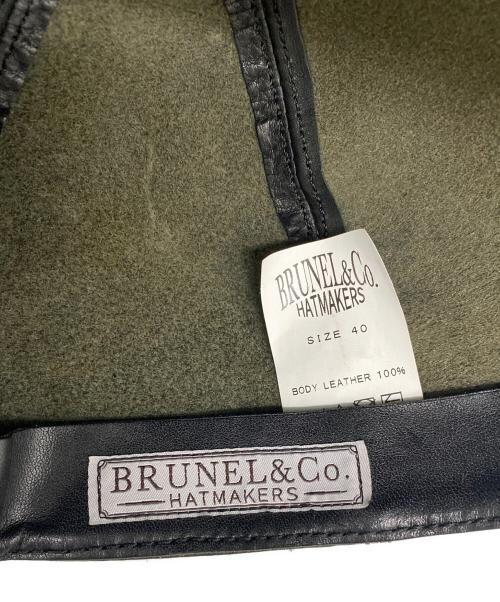 BRUNEL&Co.
HATMAKERS
SIZE 40
BODY LEATHER 100%
BRUNEL&Co.
HATMAKERS